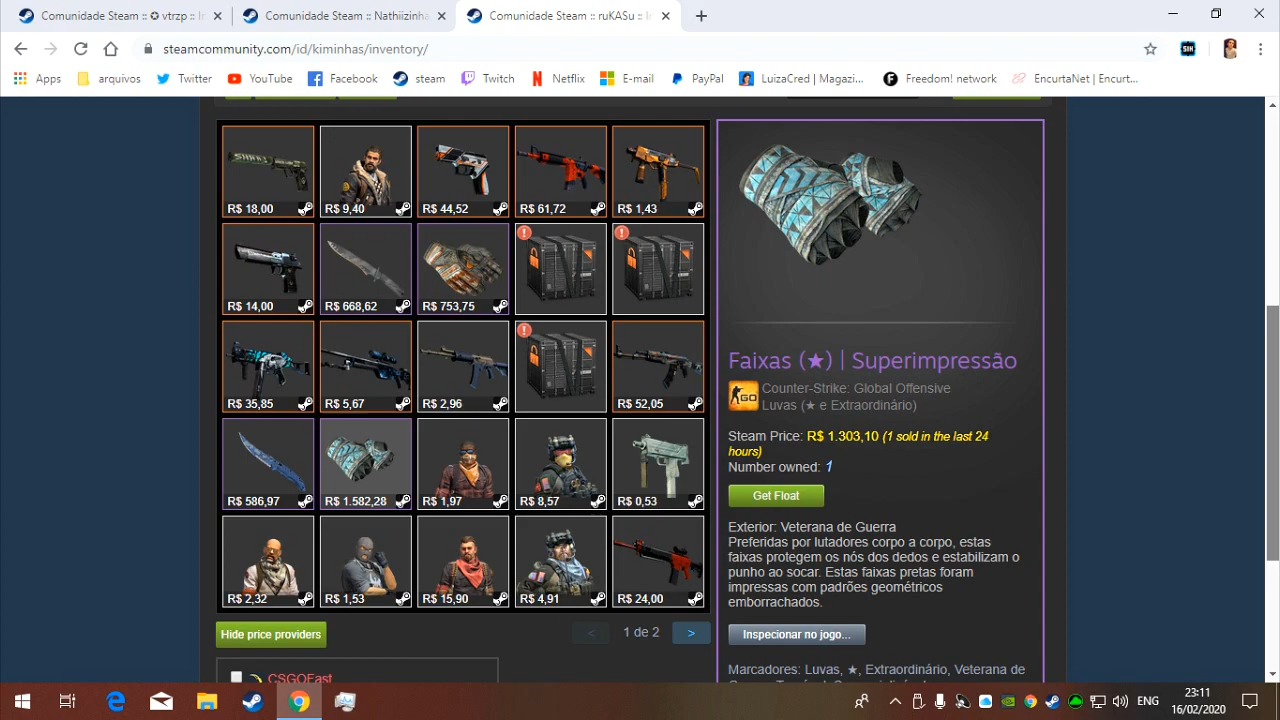 Comunidade Steam :: ✪ vtrzp :: In
Comunidade Steam :: Nathiizinha
Comunidade Steam :: ruKASu :: In
steamcommunity.com/id/kiminhas/inventory/
Apps arquivos Twitter YouTube Facebook steam Twitch Netflix E-mail PayPal LuizaCred | Magazi... Freedom! network EncurtaNet | Encurt...
R$ 18,00 R$ 9,40 R$ 44,52 R$ 61,72 R$ 1,43
R$ 14,00 R$ 668,62 R$ 753,75
R$ 35,85 R$ 5,67 R$ 2,96 R$ 52,05
R$ 586,97 R$ 1.582,28 R$ 1,97 R$ 8,57 R$ 0,53
R$ 2,32 R$ 1,53 R$ 15,90 R$ 4,91 R$ 24,00
Hide price providers
1 de 2 >
CSGOFast
Faixas (★) | Superimpressão
GO
Counter-Strike: Global Offensive
Luvas (★ e Extraordinário)
Steam Price: R$ 1.303,10 (1 sold in the last 24
hours)
Number owned: 1
Get Float
Exterior: Veterana de Guerra
Preferidas por lutadores corpo a corpo, estas
faixas protegem os nós dos dedos e estabilizam o
punho ao socar. Estas faixas pretas foram
impressas com padrões geométricos
emborrachados.
Inspecionar no jogo...
Marcadores: Luvas, ★, Extraordinário, Veterana de
ENG
23:11
16/02/2020